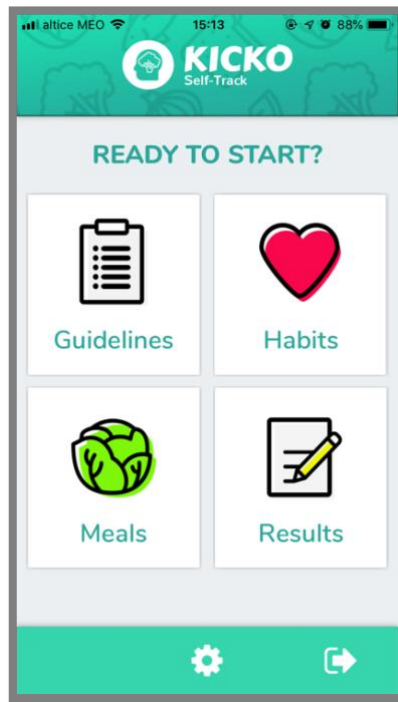 altice MEO 15:13 88%
KICKO
Self-Track
READY TO START?
Guidelines Habits
Meals Results